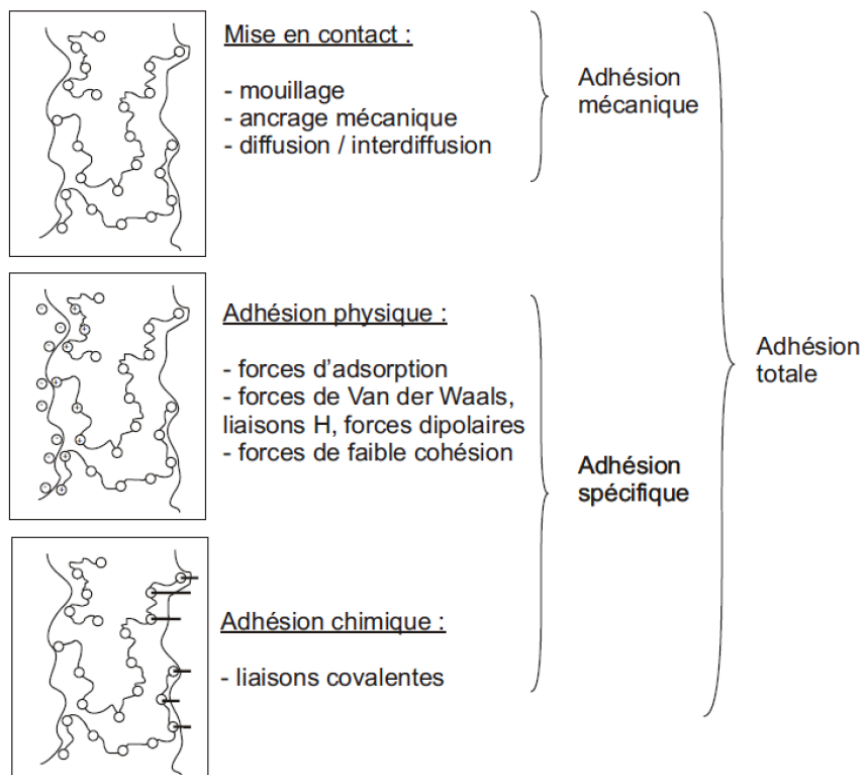 Mise en contact :
- mouillage
- ancrage mécanique
- diffusion / interdiffusion
Adhésion
mécanique
Adhésion physique :
- forces d'adsorption
- forces de Van der Waals,
liaisons H, forces dipolaires
- forces de faible cohésion
Adhésion
spécifique
Adhésion chimique :
- liaisons covalentes
Adhésion
totale